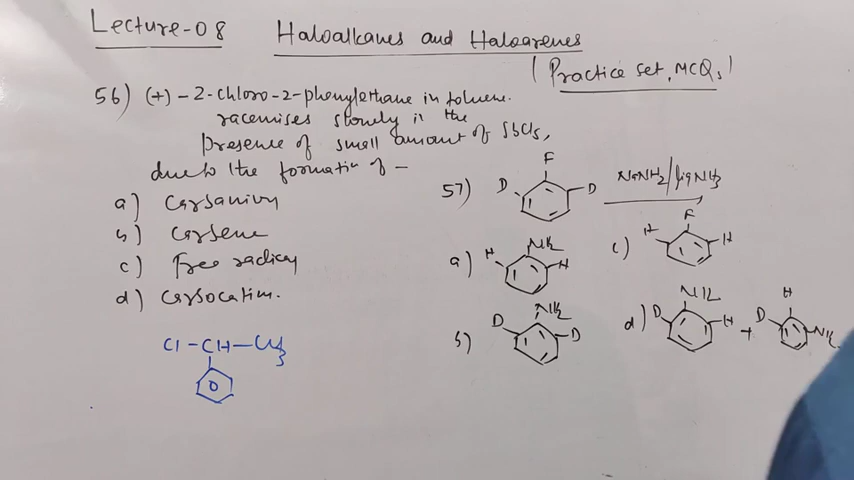 Lecture-08 Haloalkanes and Haloarenes
(Practice Set, MCQs)
56) (+)-2-chloro-2-phenylethane in toluene.
racemises slowly in the
presence of small amount of SbCl5,
due to the formation of -
a) Carbanion
b) Carbene
c) Free radical
d) Carbocation.
Cl-CH-CH3
57) F D D NaNH2/liq NH3
a) H NH2 H
b) D NH2 D
c) H F H
d) D NH2 H + D H NH2